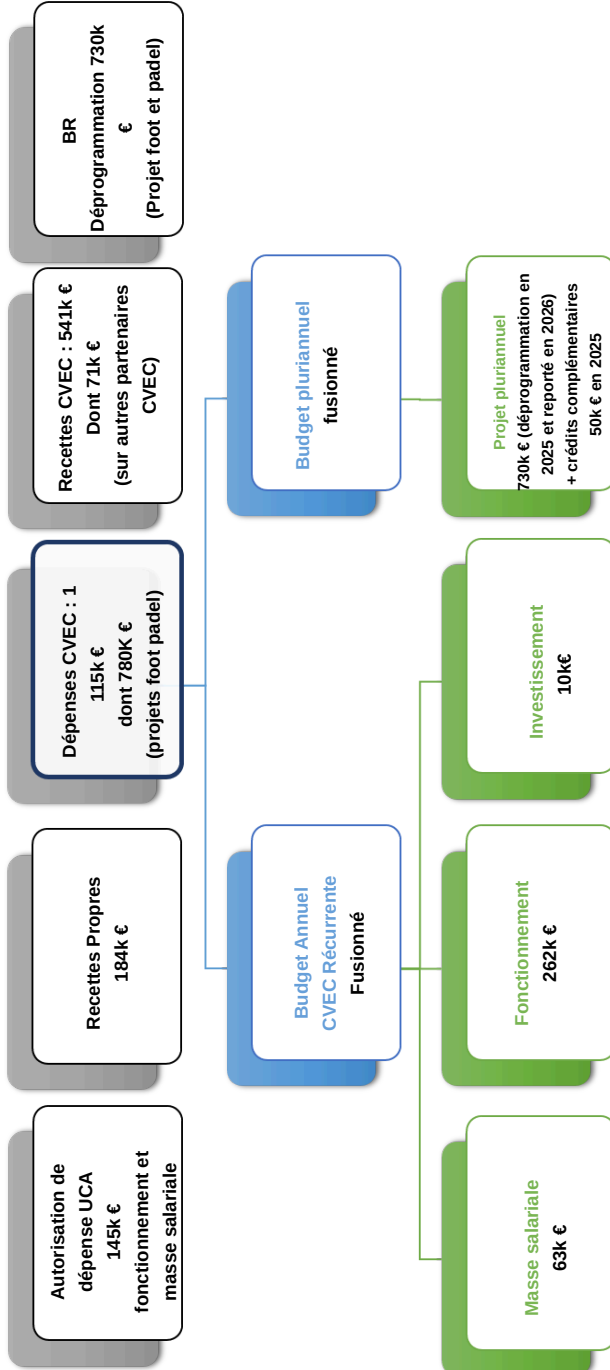 Autorisation de
dépense UCA
145k €
fonctionnement et
masse salariale
Recettes Propres
184k €
Dépenses CVEC : 1
115k €
dont 780K €
(projets foot padel)
Recettes CVEC : 541k €
Dont 71k €
(sur autres partenaires
CVEC)
BR
Déprogrammation 730k
€
(Projet foot et padel)
Budget Annuel
CVEC Récurrente
Fusionné
Budget pluriannuel
fusionné
Masse salariale
63k €
Fonctionnement
262k €
Investissement
10k€
Projet pluriannuel
730k € (déprogrammation en
2025 et reporté en 2026)
+ crédits complémentaires
50k € en 2025